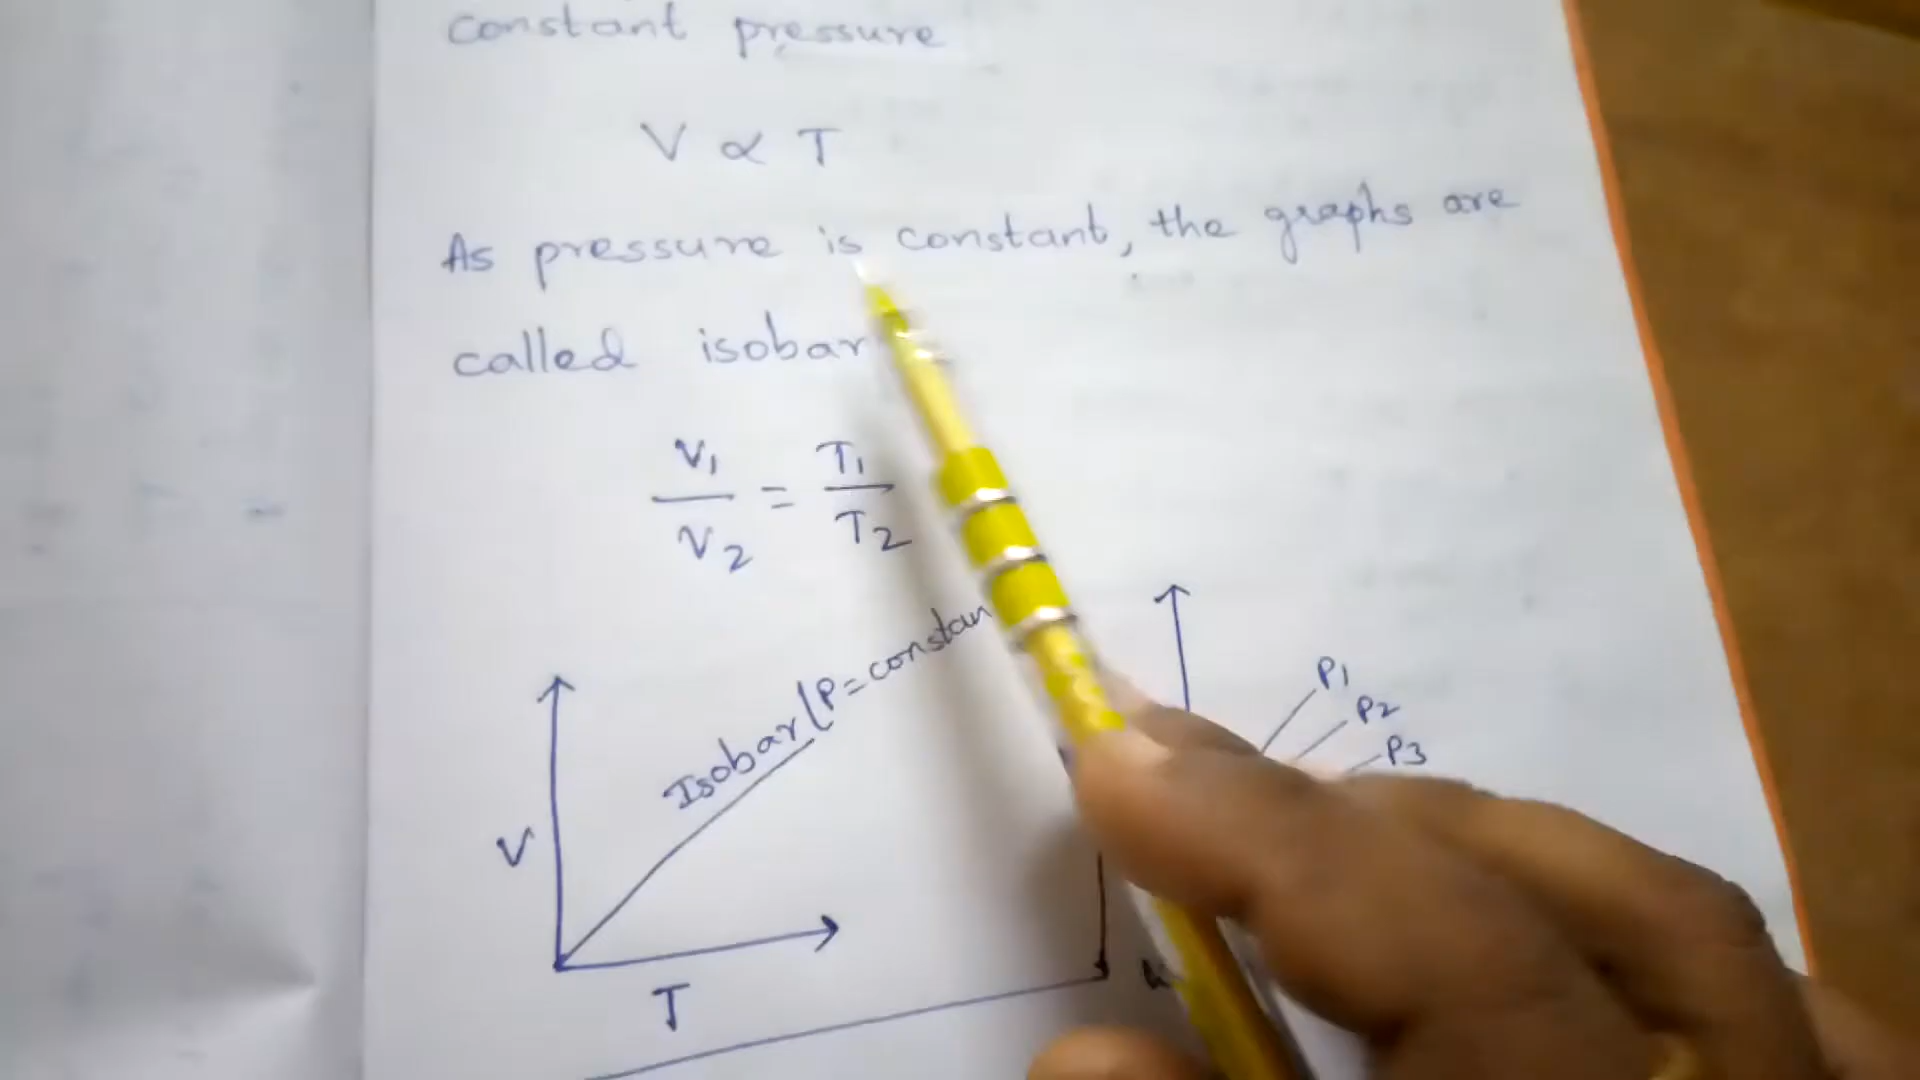 constant pressure
V ∝ T
As pressure is constant, the graphs are
called isobar
V1/V2 = T1/T2
Isobar (P=constan
V
T
P1
P2
P3